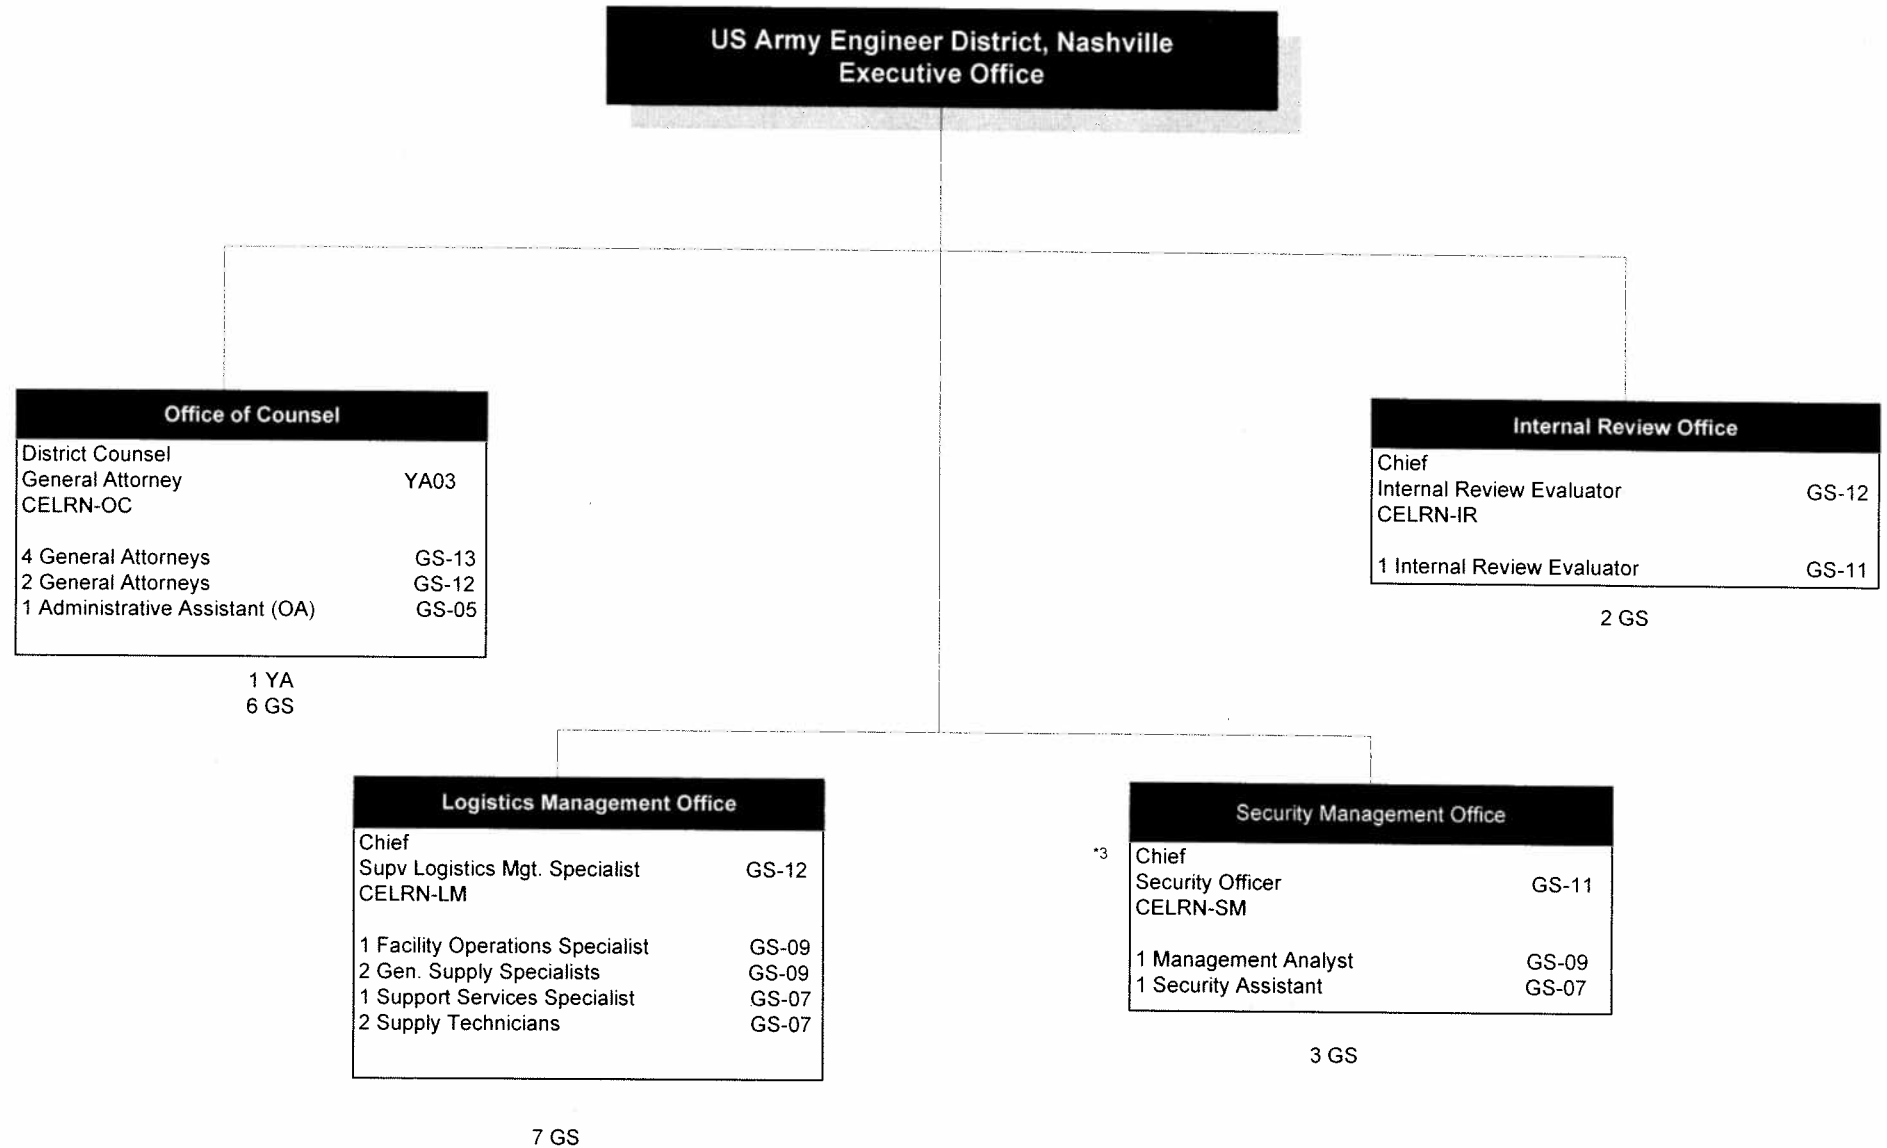 US Army Engineer District, Nashville
Executive Office
Office of Counsel
District Counsel
General Attorney YA03
CELRN-OC
4 General Attorneys GS-13
2 General Attorneys GS-12
1 Administrative Assistant (OA) GS-05
1 YA
6 GS
Internal Review Office
Chief
Internal Review Evaluator GS-12
CELRN-IR
1 Internal Review Evaluator GS-11
2 GS
Logistics Management Office
Chief
Supv Logistics Mgt. Specialist GS-12
CELRN-LM
1 Facility Operations Specialist GS-09
2 Gen. Supply Specialists GS-09
1 Support Services Specialist GS-07
2 Supply Technicians GS-07
7 GS
Security Management Office
*3 Chief
Security Officer GS-11
CELRN-SM
1 Management Analyst GS-09
1 Security Assistant GS-07
3 GS